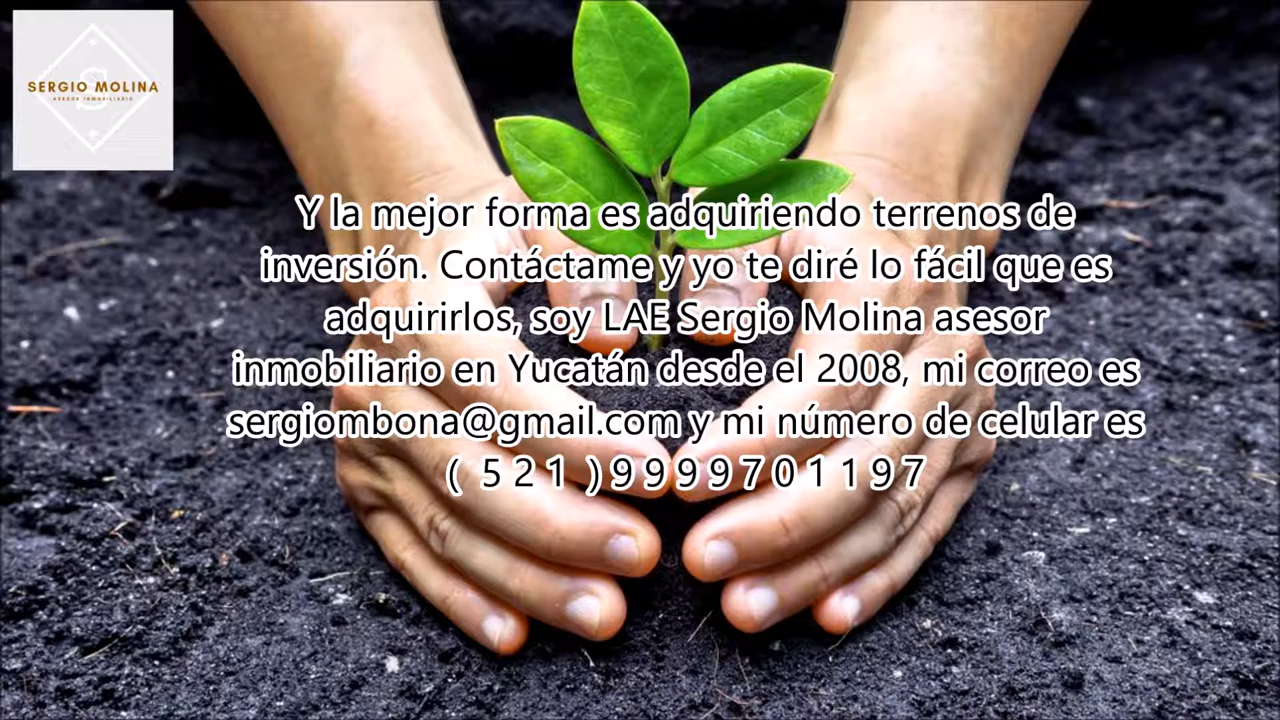 SERGIO MOLINA
ASESOR INMOBILIARIO
Y la mejor forma es adquiriendo terrenos de
inversión. Contáctame y yo te diré lo fácil que es
adquirirlos, soy LAE Sergio Molina asesor
inmobiliario en Yucatán desde el 2008, mi correo es
sergiombona@gmail.com y mi número de celular es
( 5 2 1 ) 9 9 9 9 7 0 1 1 9 7